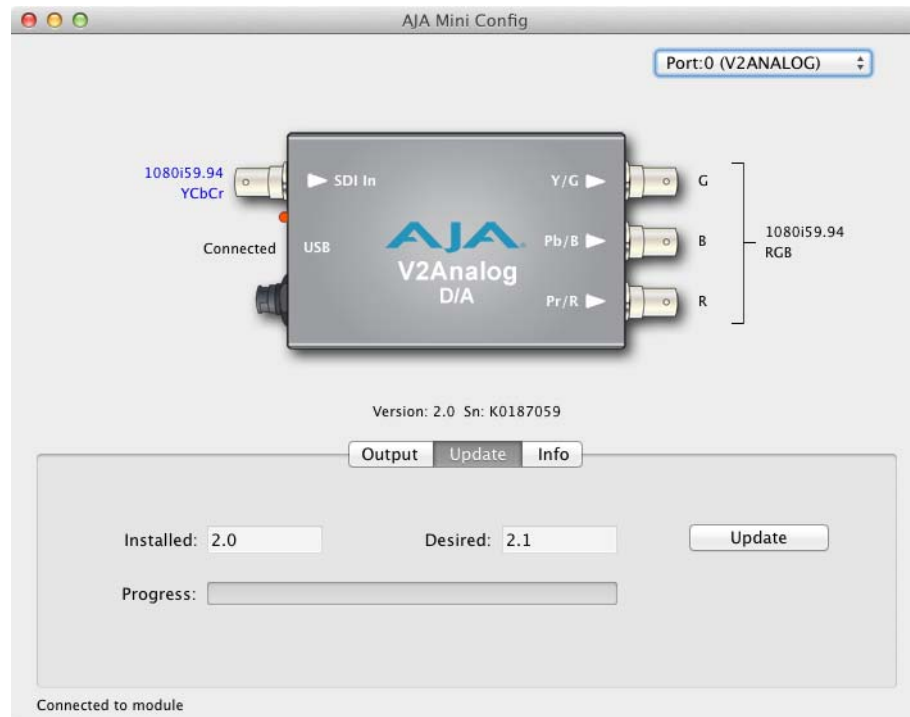 AJA Mini Config
Port:0 (V2ANALOG)
1080i59.94
YCbCr
SDI In
Y/G
G
Connected
USB
AJA
Pb/B
B
1080i59.94
RGB
V2Analog
D/A
Pr/R
R
Version: 2.0 Sn: K0187059
Output Update Info
Installed: 2.0 Desired: 2.1 Update
Progress:
Connected to module